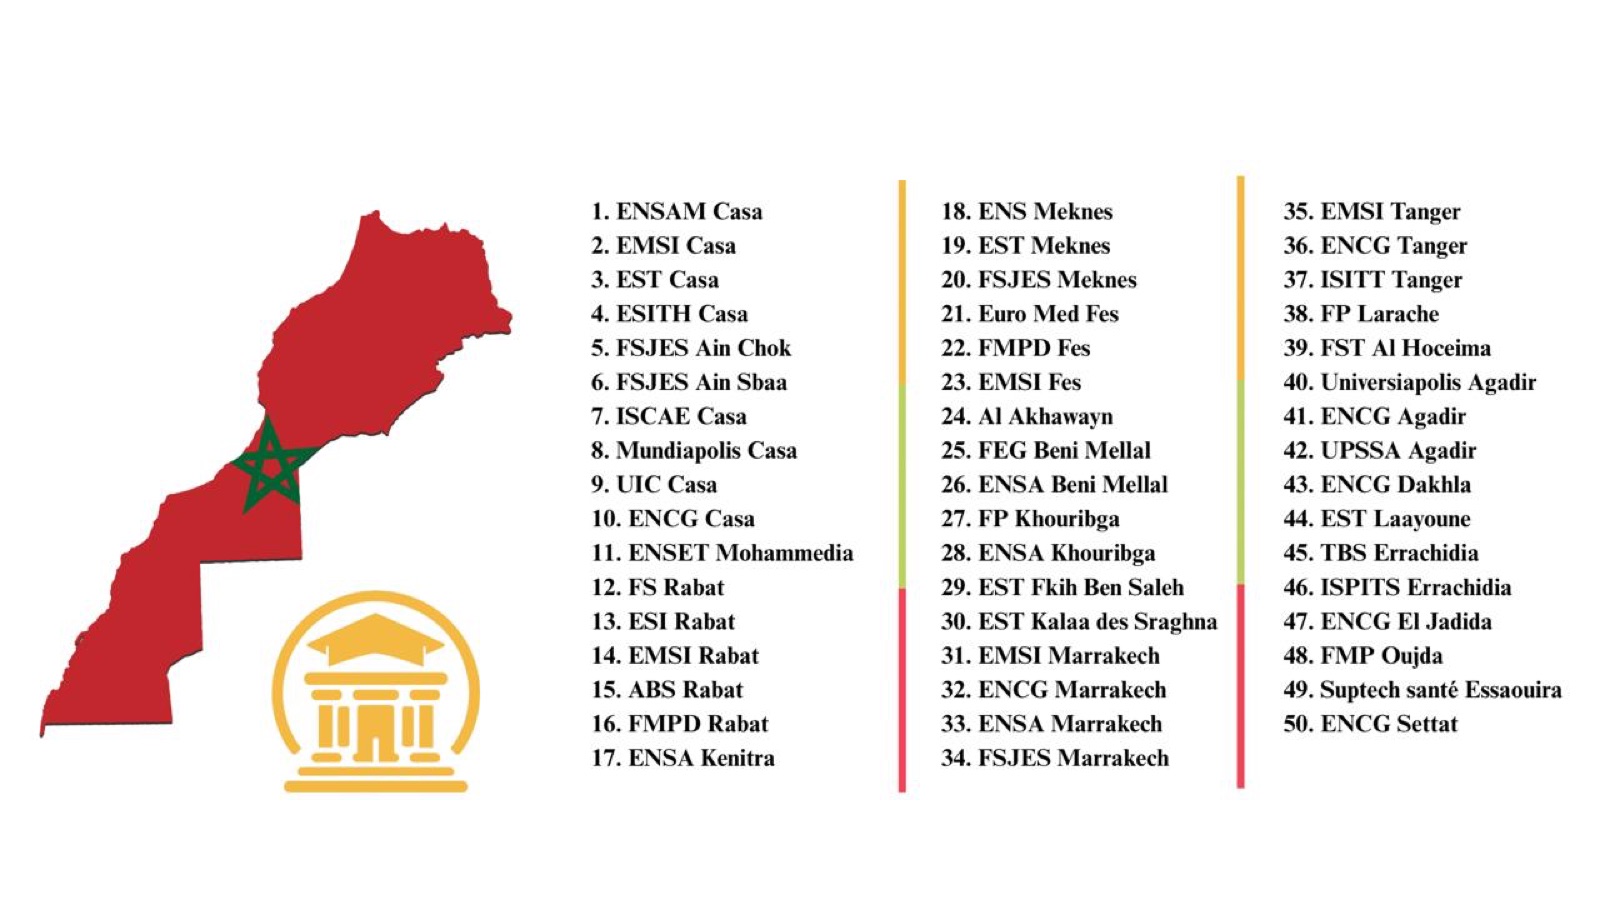 1. ENSAM Casa
2. EMSI Casa
3. EST Casa
4. ESITH Casa
5. FSJES Ain Chok
6. FSJES Ain Sbaa
7. ISCAE Casa
8. Mundiapolis Casa
9. UIC Casa
10. ENCG Casa
11. ENSET Mohammedia
12. FS Rabat
13. ESI Rabat
14. EMSI Rabat
15. ABS Rabat
16. FMPD Rabat
17. ENSA Kenitra
18. ENS Meknes
19. EST Meknes
20. FSJES Meknes
21. Euro Med Fes
22. FMPD Fes
23. EMSI Fes
24. Al Akhawayn
25. FEG Beni Mellal
26. ENSA Beni Mellal
27. FP Khouribga
28. ENSA Khouribga
29. EST Fkih Ben Saleh
30. EST Kalaa des Sraghna
31. EMSI Marrakech
32. ENCG Marrakech
33. ENSA Marrakech
34. FSJES Marrakech
35. EMSI Tanger
36. ENCG Tanger
37. ISITT Tanger
38. FP Larache
39. FST Al Hoceima
40. Universiapolis Agadir
41. ENCG Agadir
42. UPSSA Agadir
43. ENCG Dakhla
44. EST Laayoune
45. TBS Errachidia
46. ISPITS Errachidia
47. ENCG El Jadida
48. FMP Oujda
49. Suptech santé Essaouira
50. ENCG Settat